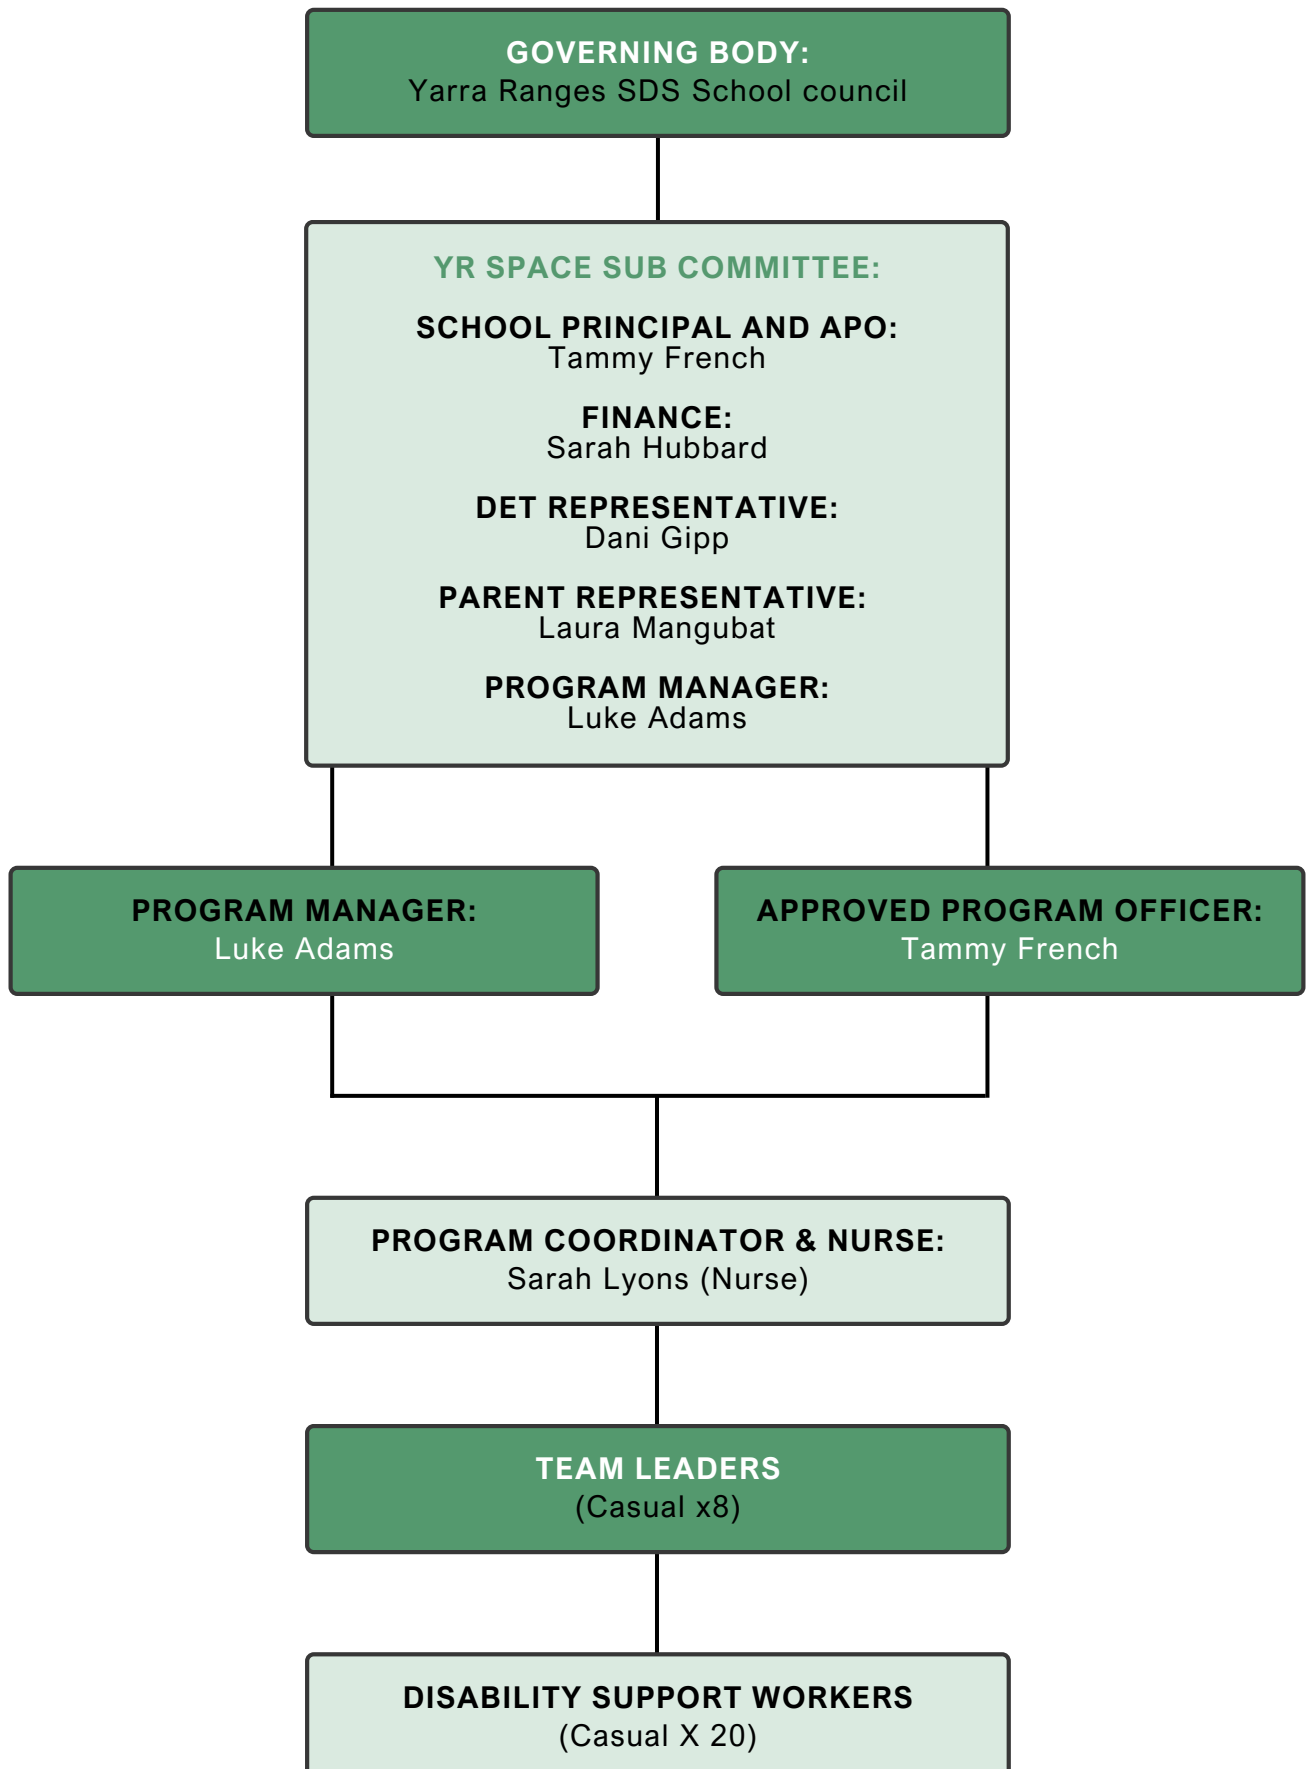 GOVERNING BODY:
Yarra Ranges SDS School council
YR SPACE SUB COMMITTEE:
SCHOOL PRINCIPAL AND APO:
Tammy French
FINANCE:
Sarah Hubbard
DET REPRESENTATIVE:
Dani Gipp
PARENT REPRESENTATIVE:
Laura Mangubat
PROGRAM MANAGER:
Luke Adams
PROGRAM MANAGER:
Luke Adams
APPROVED PROGRAM OFFICER:
Tammy French
PROGRAM COORDINATOR & NURSE:
Sarah Lyons (Nurse)
TEAM LEADERS
(Casual x8)
DISABILITY SUPPORT WORKERS
(Casual X 20)